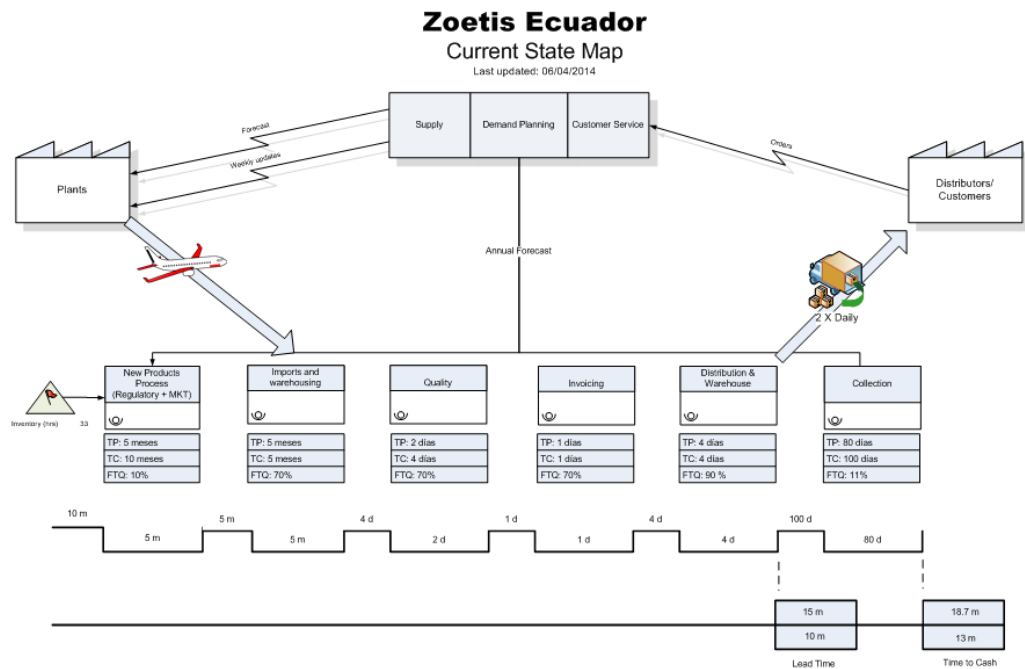 Zoetis Ecuador
Current State Map
Last updated: 06/04/2014
Supply
Demand Planning
Customer Service
Forecast
Weekly updates
Orders
Plants
Distributors/
Customers
Annual Forecast
2 X Daily
New Products
Process
(Regulatory + MKT)
Imports and
warehousing
Quality
Invoicing
Distribution &
Warehouse
Collection
Inventory (hrs) 33
TP: 5 meses
TC: 10 meses
FTQ: 10%
TP: 5 meses
TC: 5 meses
FTQ: 70%
TP: 2 días
TC: 4 días
FTQ: 70%
TP: 1 días
TC: 1 días
FTQ: 70%
TP: 4 días
TC: 4 días
FTQ: 90 %
TP: 80 días
TC: 100 días
FTQ: 11%
10 m
5 m
5 m
5 m
4 d
2 d
1 d
1 d
4 d
4 d
100 d
80 d
15 m
10 m
Lead Time
18.7 m
13 m
Time to Cash